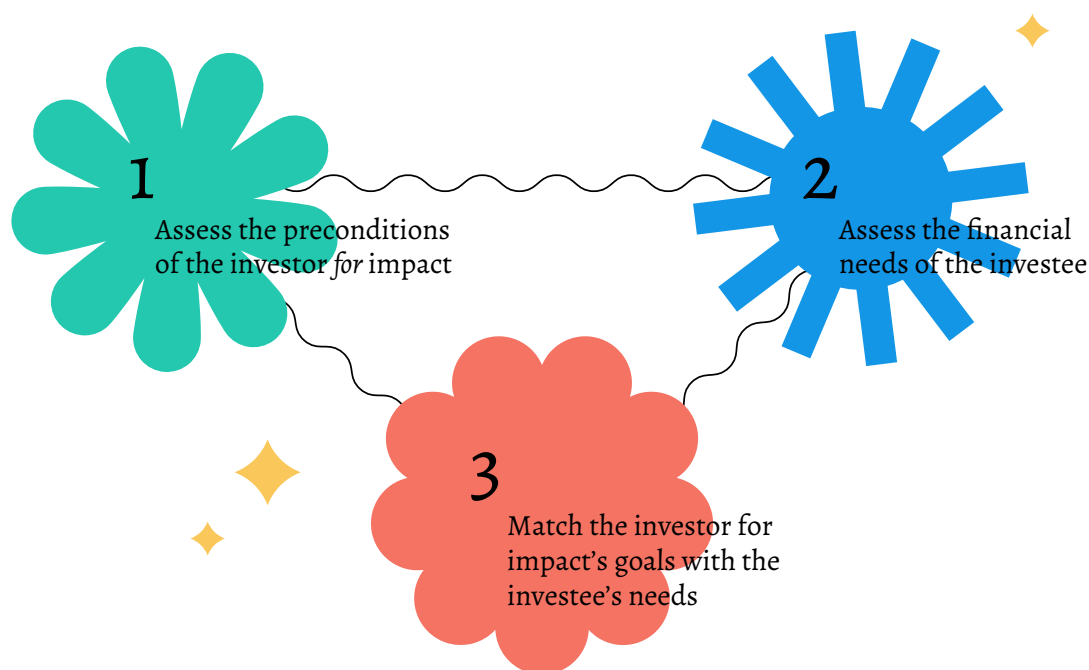 1
Assess the preconditions
of the investor for impact
2
Assess the financial
needs of the investee
3
Match the investor for
impact’s goals with the
investee’s needs